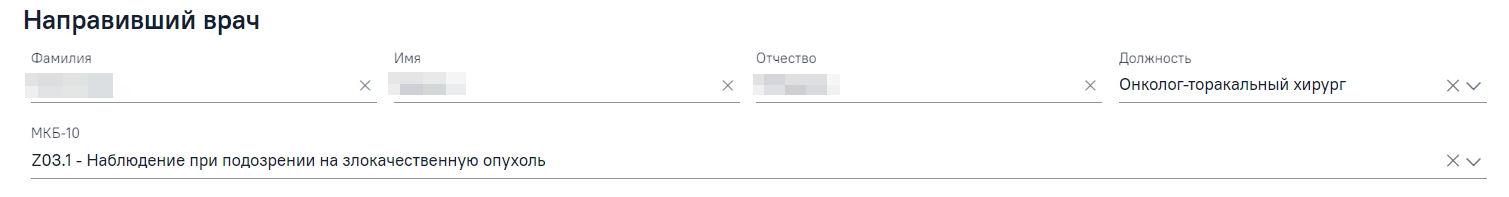 Направивший врач
Фамилия Имя Отчество Должность
Онколог-торакальный хирург
МКБ-10
Z03.1 - Наблюдение при подозрении на злокачественную опухоль